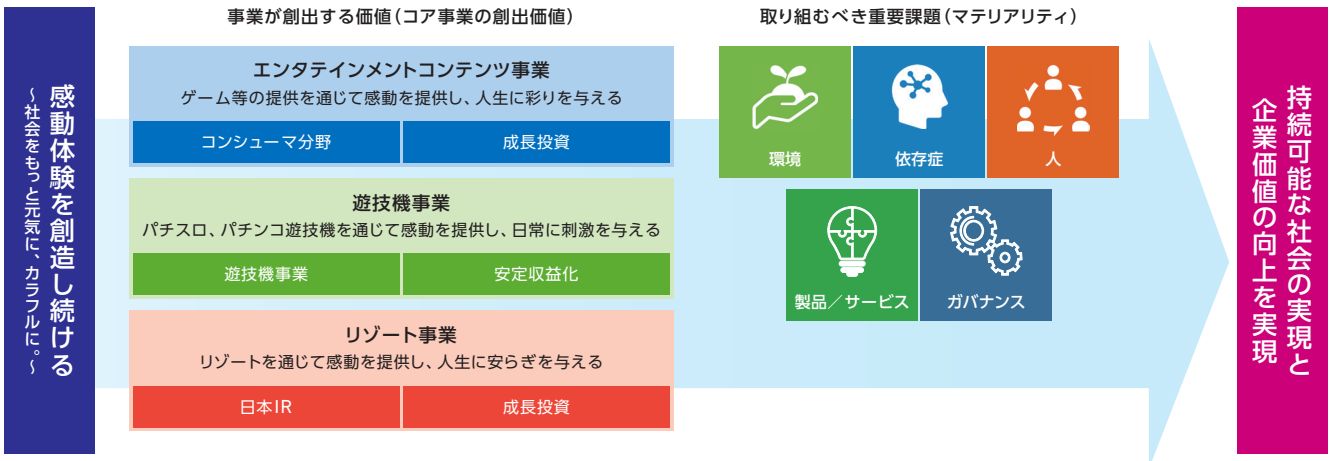 感動体験を創造し続ける
～社会をもっと元気に、カラフルに。～
事業が創出する価値（コア事業の創出価値）
エンタテインメントコンテンツ事業
ゲーム等の提供を通じて感動を提供し、人生に彩りを与える
コンシューマ分野
成長投資
遊技機事業
パチスロ、パチンコ遊技機を通じて感動を提供し、日常に刺激を与える
遊技機事業
安定収益化
リゾート事業
リゾートを通じて感動を提供し、人生に安らぎを与える
日本IR
成長投資
取り組むべき重要課題（マテリアリティ）
環境
依存症
人
製品／サービス
ガバナンス
持続可能な社会の実現と
企業価値の向上を実現